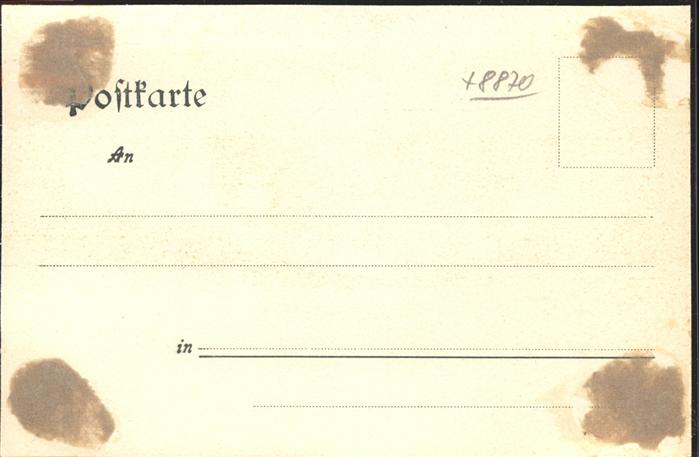 Postkarte
+8870
An
in